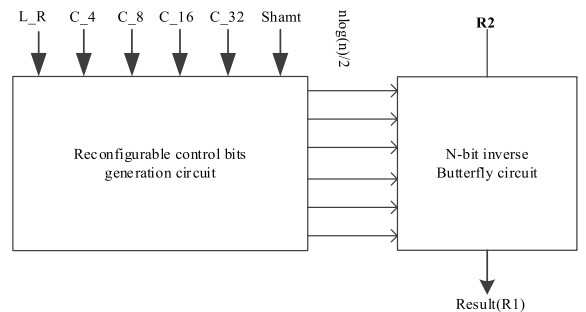 L_R C_4 C_8 C_16 C_32 Shamt nlog(n)/2 R2
Reconfigurable control bits
generation circuit
N-bit inverse
Butterfly circuit
Result(R1)